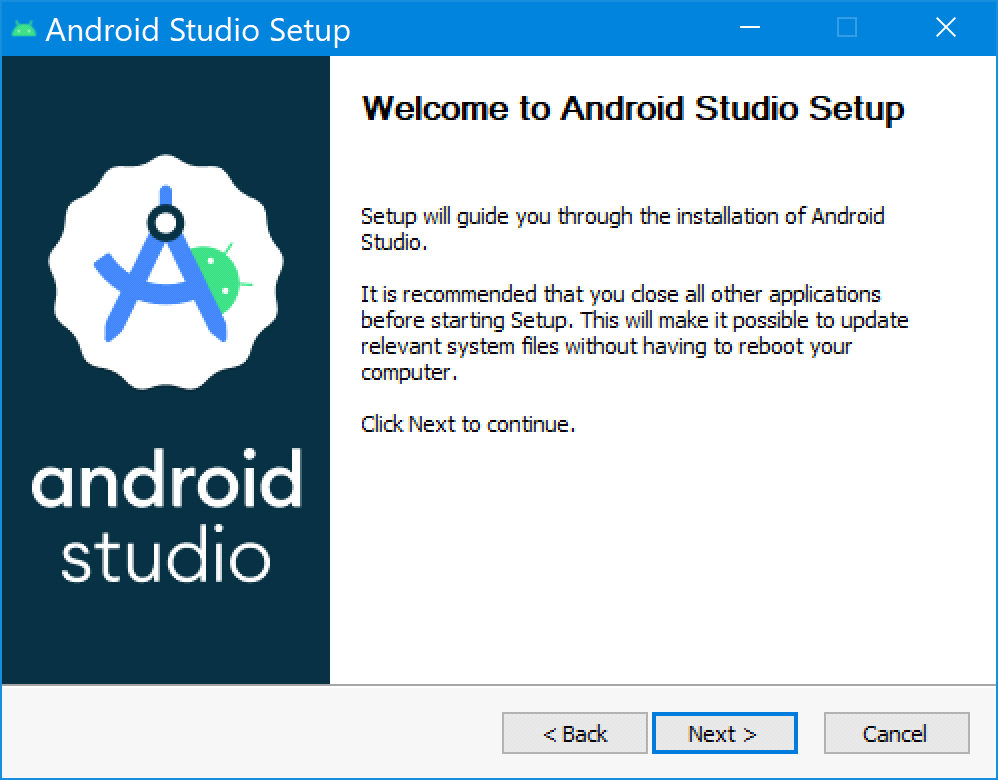 Android Studio Setup
Welcome to Android Studio Setup
Setup will guide you through the installation of Android
Studio.
It is recommended that you close all other applications
before starting Setup. This will make it possible to update
relevant system files without having to reboot your
computer.
Click Next to continue.
android
studio
< Back
Next >
Cancel